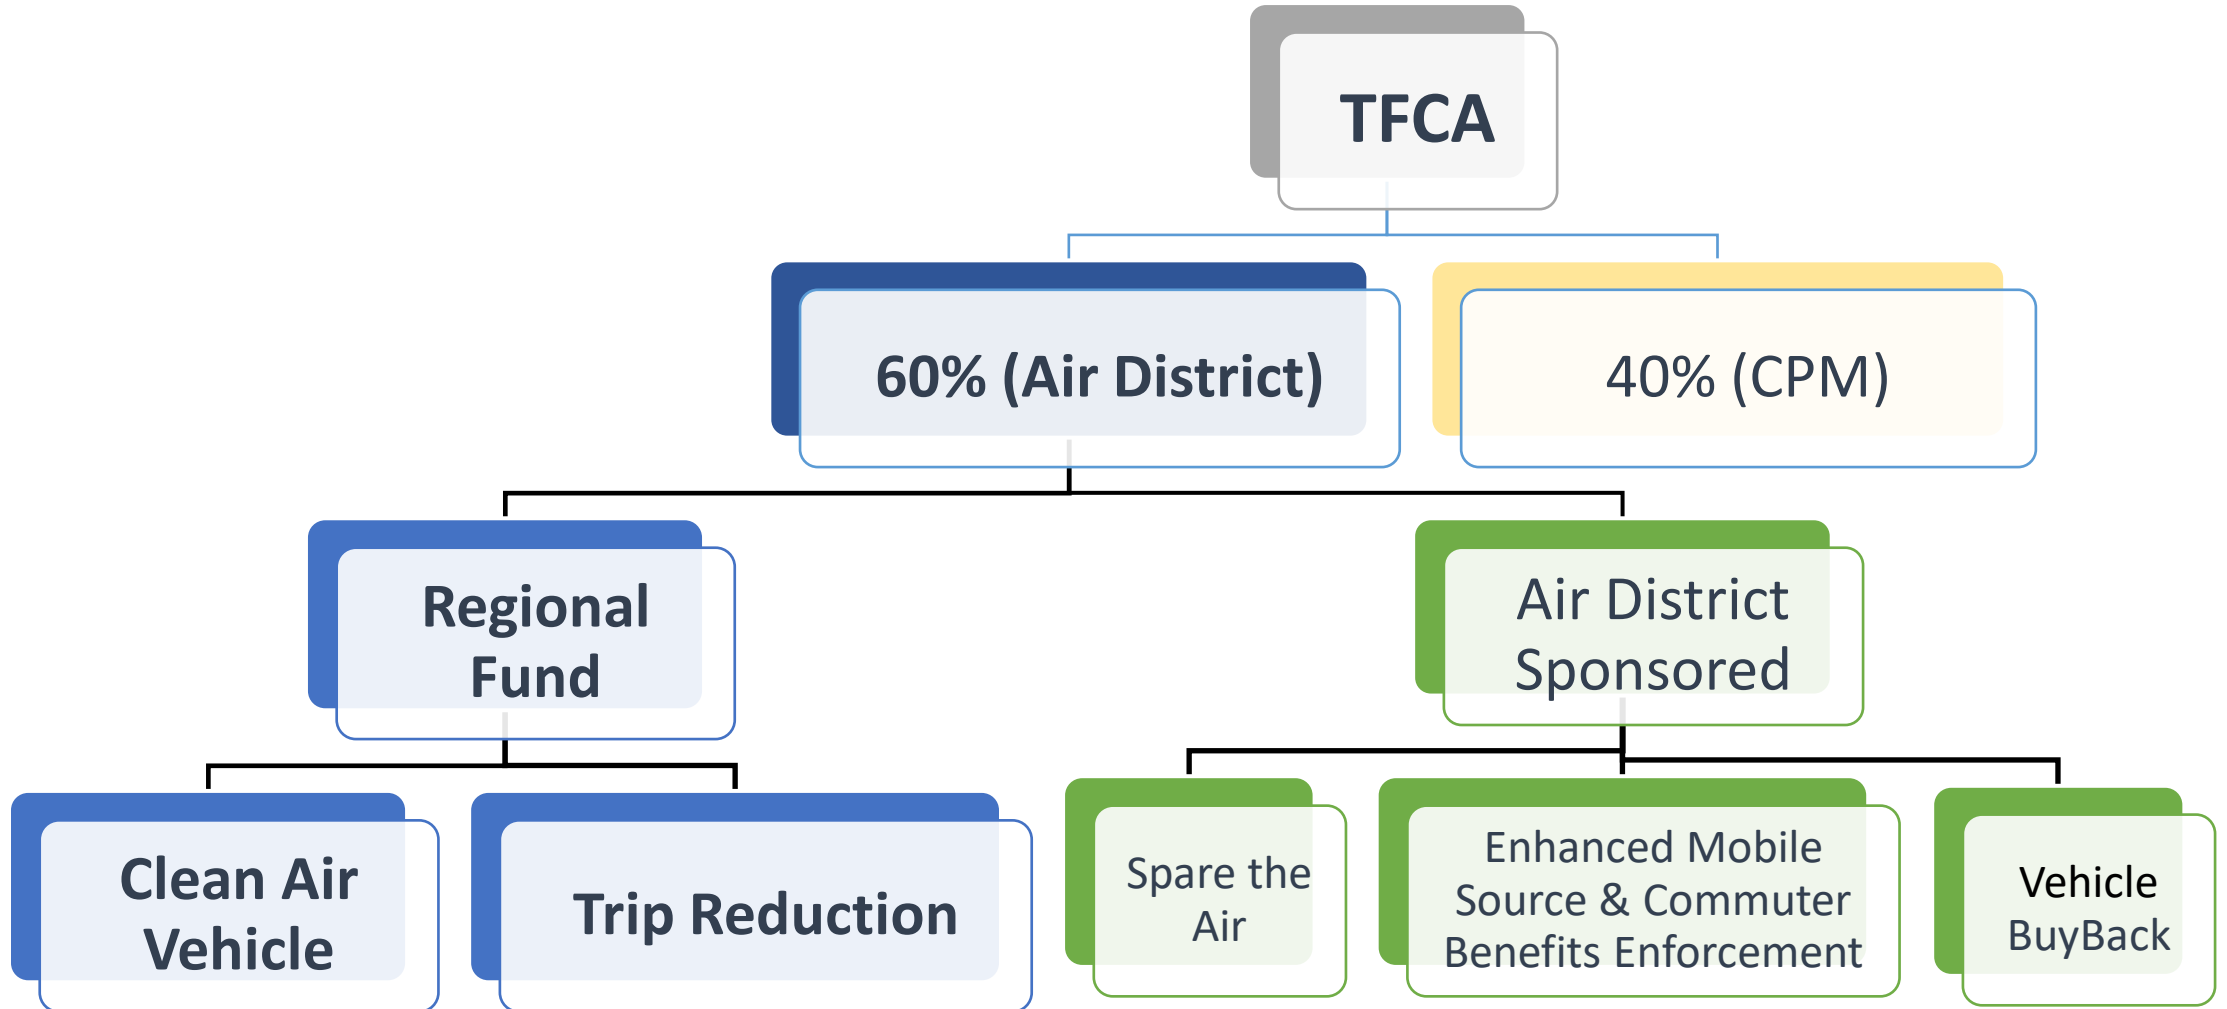 TFCA
60% (Air District)
40% (CPM)
Regional
Fund
Air District
Sponsored
Clean Air
Vehicle
Trip Reduction
Spare the
Air
Enhanced Mobile
Source & Commuter
Benefits Enforcement
Vehicle
BuyBack